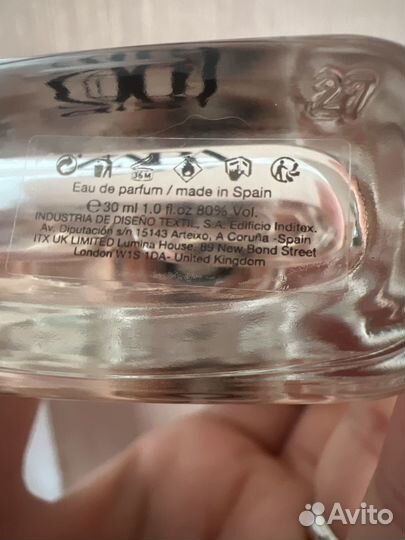 27
36M
Eau de parfum / made in Spain
℮ 30 ml 1.0 fl.oz 80% Vol.
INDUSTRIA DE DISEÑO TEXTIL, S.A. Edificio Inditex.
Av. Diputación s/n 15143 Arteixo, A Coruña -Spain
ITX UK LIMITED Lumina House, 89 New Bond Street
London W1S 1DA- United Kingdom
Avito